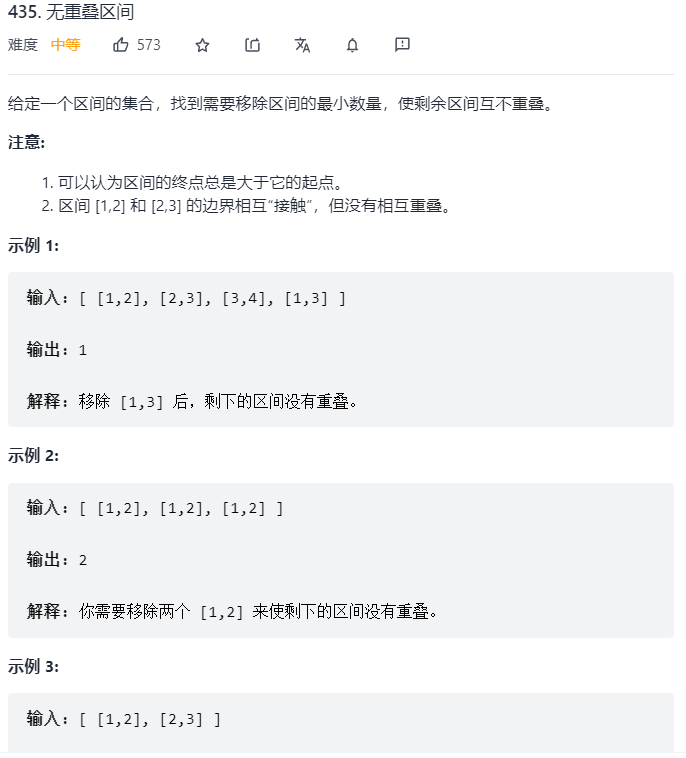 435. 无重叠区间
难度 中等 573
给定一个区间的集合，找到需要移除区间的最小数量，使剩余区间互不重叠。
注意:
1. 可以认为区间的终点总是大于它的起点。
2. 区间 [1,2] 和 [2,3] 的边界相互“接触”，但没有相互重叠。
示例 1:
输入: [ [1,2], [2,3], [3,4], [1,3] ]
输出: 1
解释: 移除 [1,3] 后，剩下的区间没有重叠。
示例 2:
输入: [ [1,2], [1,2], [1,2] ]
输出: 2
解释: 你需要移除两个 [1,2] 来使剩下的区间没有重叠。
示例 3:
输入: [ [1,2], [2,3] ]